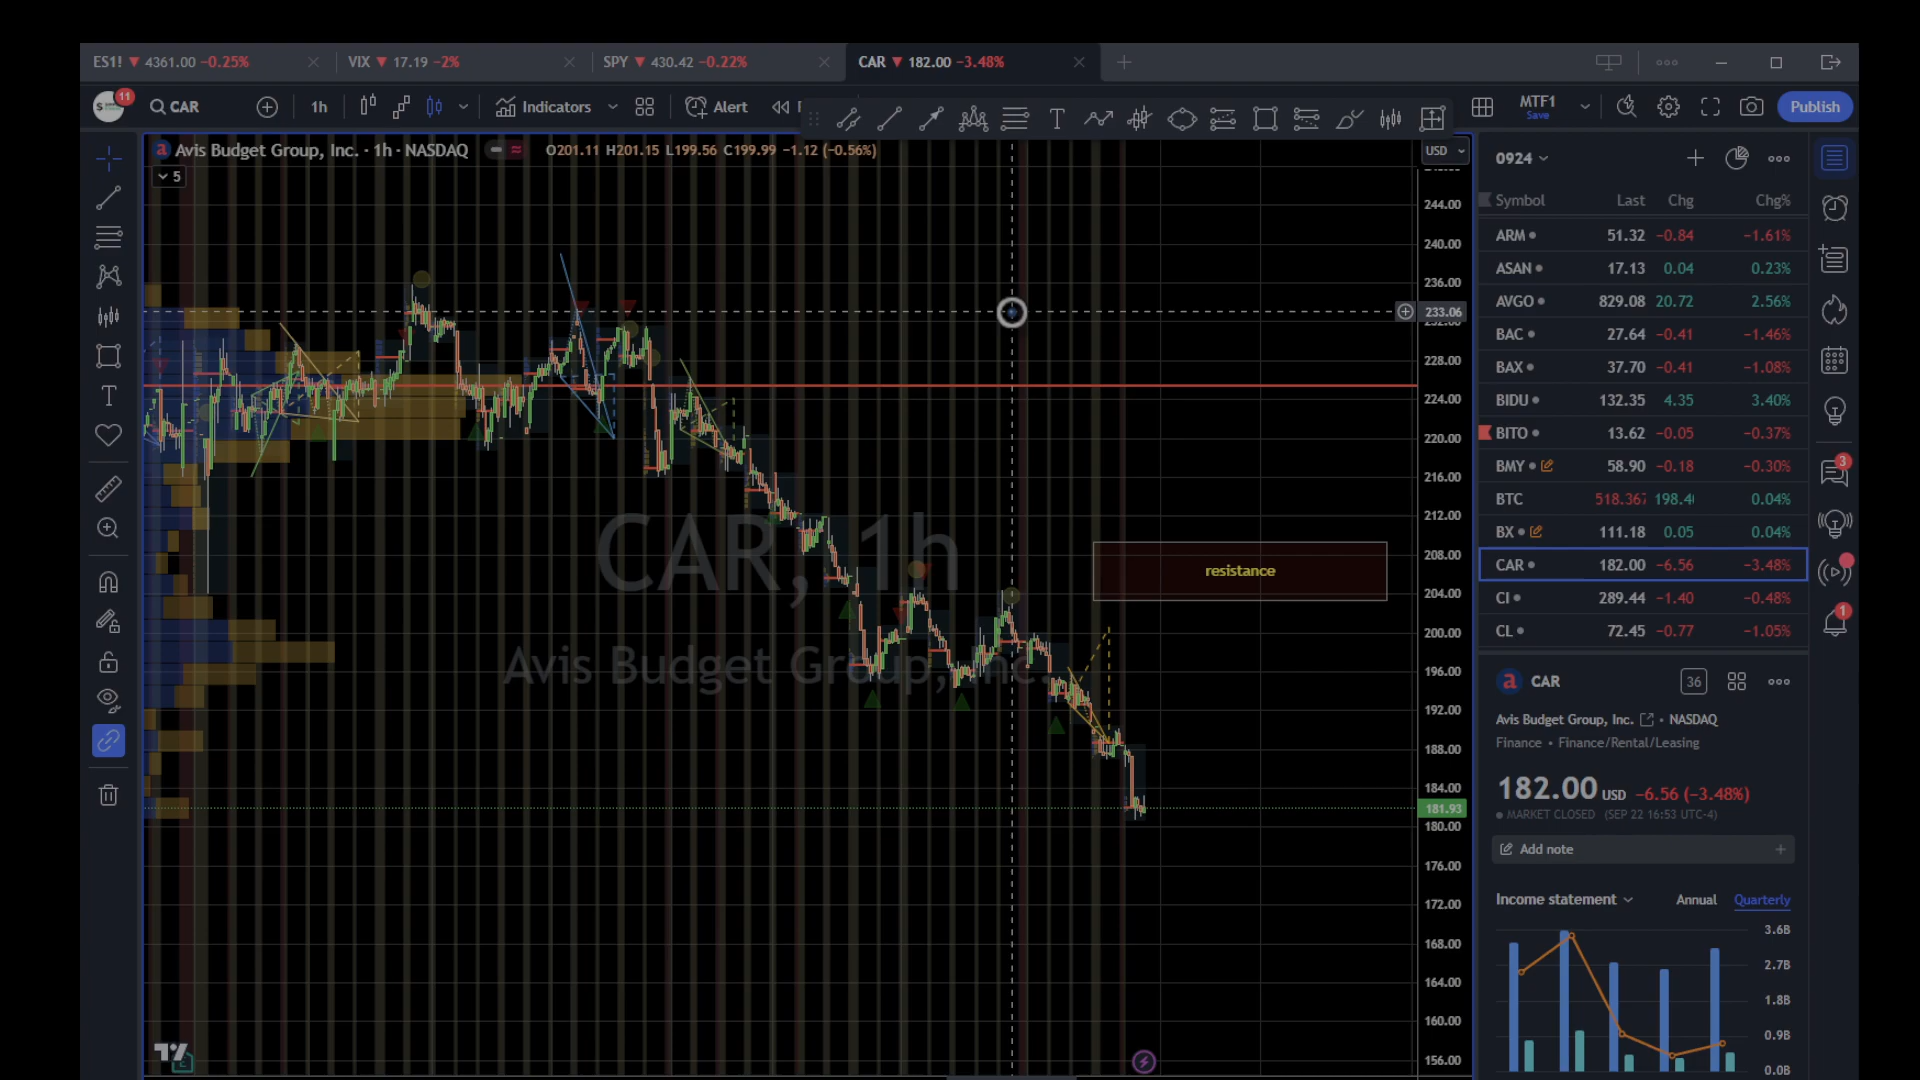 ES1! ▼ 4361.00 −0.25%
VIX ▼ 17.19 −2%
SPY ▼ 430.42 −0.22%
CAR ▼ 182.00 −3.48%
11
CAR
1h
Indicators
Alert
MTF1
Save
Publish
Avis Budget Group, Inc. · 1h · NASDAQ
O201.11 H201.15 L199.56 C199.99 −1.12 (−0.56%)
5
USD
244.00
240.00
236.00
233.06
228.00
224.00
220.00
216.00
212.00
208.00
204.00
200.00
196.00
192.00
188.00
184.00
181.93
180.00
176.00
172.00
168.00
164.00
160.00
156.00
CAR, 1h
Avis Budget Group, Inc.
resistance
0924
Symbol Last Chg Chg%
ARM 51.32 −0.84 −1.61%
ASAN 17.13 0.04 0.23%
AVGO 829.08 20.72 2.56%
BAC 27.64 −0.41 −1.46%
BAX 37.70 −0.41 −1.08%
BIDU 132.35 4.35 3.40%
BITO 13.62 −0.05 −0.37%
BMY 58.90 −0.18 −0.30%
BTC 518.367 198.4 0.04%
BX 111.18 0.05 0.04%
CAR 182.00 −6.56 −3.48%
CI 289.44 −1.40 −0.48%
CL 72.45 −0.77 −1.05%
3
1
CAR
36
Avis Budget Group, Inc. • NASDAQ
Finance • Finance/Rental/Leasing
182.00 USD −6.56 (−3.48%)
MARKET CLOSED (SEP 22 16:53 UTC-4)
Add note
Income statement Annual Quarterly
3.6B
2.7B
1.8B
0.9B
0.0B